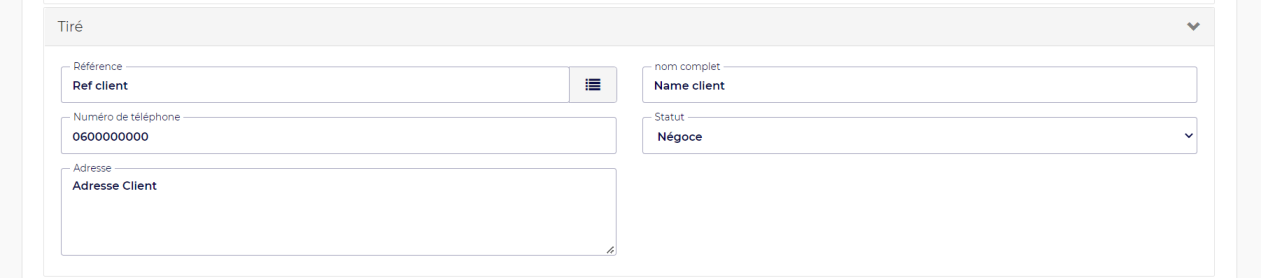 Tiré
Référence
Ref client
nom complet
Name client
Numéro de téléphone
0600000000
Statut
Négoce
Adresse
Adresse Client